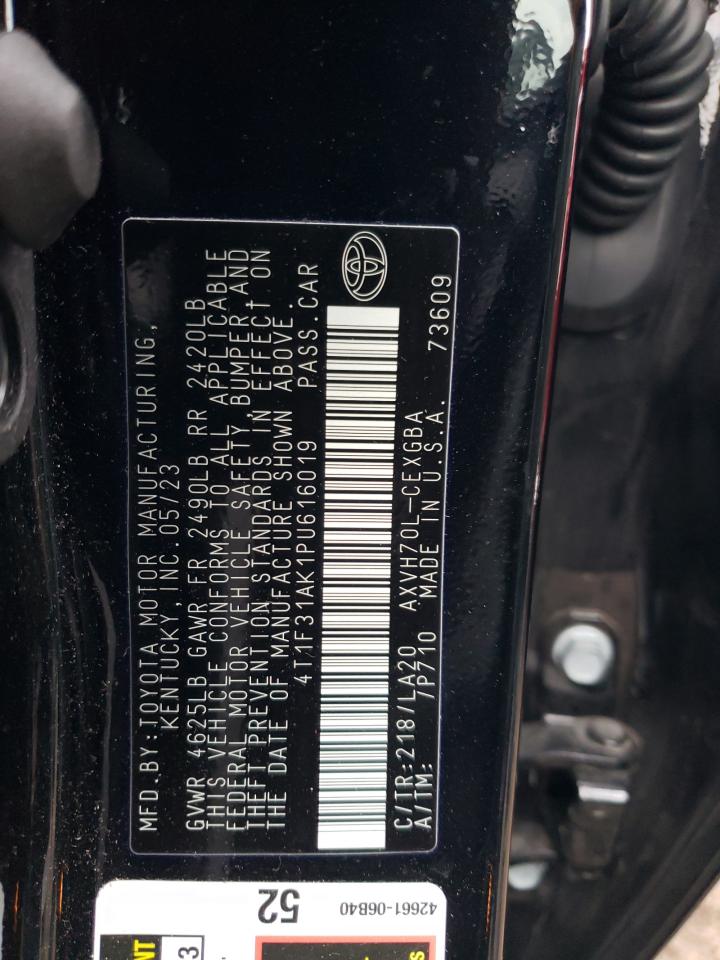 MFD.BY:TOYOTA MOTOR MANUFACTURING,
KENTUCKY, INC. 05/23
GVWR 4625LB GAWR FR 2490LB RR 2420LB
THIS VEHICLE CONFORMS TO ALL APPLICABLE
FEDERAL MOTOR VEHICLE SAFETY, BUMPER, AND
THEFT PREVENTION STANDARDS IN EFFECT ON
THE DATE OF MANUFACTURE SHOWN ABOVE.
4T1F31AK1PU616019 PASS.CAR
C/TR:218/LA20 AXVH70L-CEXGBA
A/TM: /P710 MADE IN U.S.A. 73609
52
42661-06B40
3